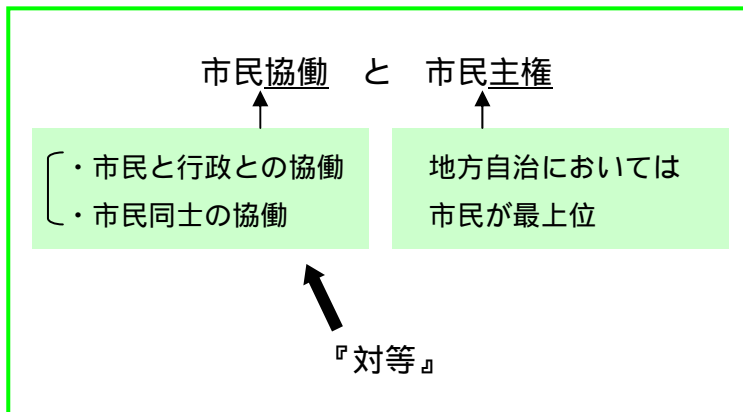 市民協働　と　市民主権
・市民と行政との協働
・市民同士の協働
地方自治においては
市民が最上位
『対等』